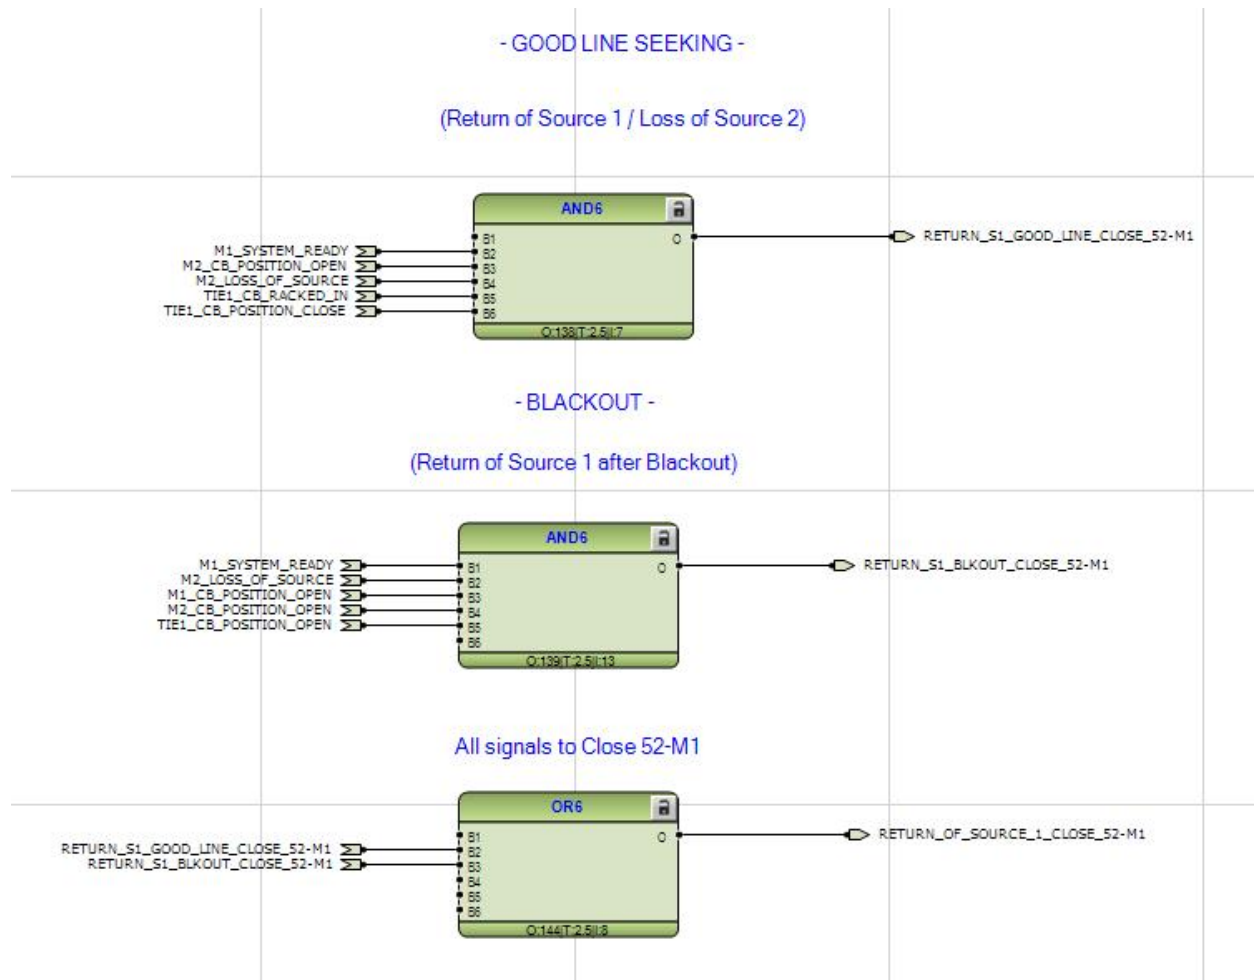 - GOOD LINE SEEKING -
(Return of Source 1 / Loss of Source 2)
AND6
B1
M1_SYSTEM_READY B2
M2_CB_POSITION_OPEN B3
M2_LOSS_OF_SOURCE B4
TIE1_CB_RACKED_IN B5
TIE1_CB_POSITION_CLOSE B6
O RETURN_S1_GOOD_LINE_CLOSE_52-M1
O:138|T:2.5|I:7
- BLACKOUT -
(Return of Source 1 after Blackout)
AND6
M1_SYSTEM_READY B1
M2_LOSS_OF_SOURCE B2
M1_CB_POSITION_OPEN B3
M2_CB_POSITION_OPEN B4
TIE1_CB_POSITION_OPEN B5
B6
O RETURN_S1_BLKOUT_CLOSE_52-M1
O:139|T:2.5|I:13
All signals to Close 52-M1
OR6
B1
RETURN_S1_GOOD_LINE_CLOSE_52-M1 B2
RETURN_S1_BLKOUT_CLOSE_52-M1 B3
B4
B5
B6
O RETURN_OF_SOURCE_1_CLOSE_52-M1
O:144|T:2.5|I:8